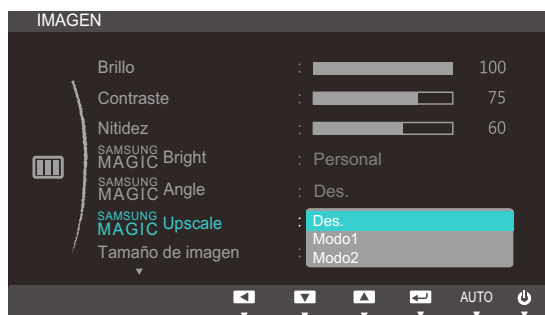 IMAGEN
Brillo : 100
Contraste : 75
Nitidez : 60
SAMSUNG MAGIC Bright : Personal
SAMSUNG MAGIC Angle : Des.
SAMSUNG MAGIC Upscale : Des.
Modo1
Tamaño de imagen : Modo2
AUTO